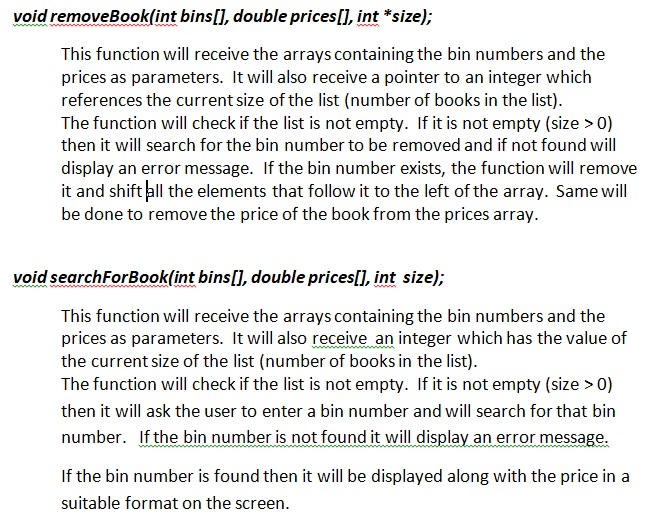 void removeBook(int bins[], double prices[], int *size);
This function will receive the arrays containing the bin numbers and the
prices as parameters. It will also receive a pointer to an integer which
references the current size of the list (number of books in the list).
The function will check if the list is not empty. If it is not empty (size > 0)
then it will search for the bin number to be removed and if not found will
display an error message. If the bin number exists, the function will remove
it and shift all the elements that follow it to the left of the array. Same will
be done to remove the price of the book from the prices array.
void searchForBook(int bins[], double prices[], int size);
This function will receive the arrays containing the bin numbers and the
prices as parameters. It will also receive an integer which has the value of
the current size of the list (number of books in the list).
The function will check if the list is not empty. If it is not empty (size > 0)
then it will ask the user to enter a bin number and will search for that bin
number. If the bin number is not found it will display an error message.
If the bin number is found then it will be displayed along with the price in a
suitable format on the screen.